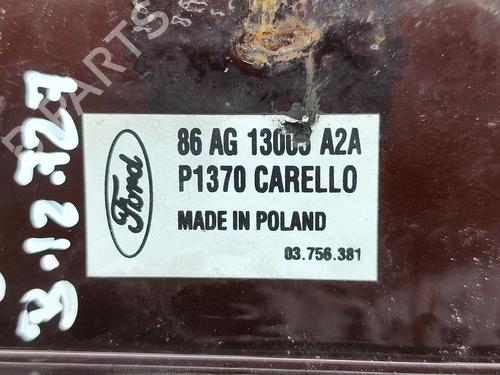 86 AG 13005 A2A
P1370 CARELLO
MADE IN POLAND
03.756.381
Ford
PARTS